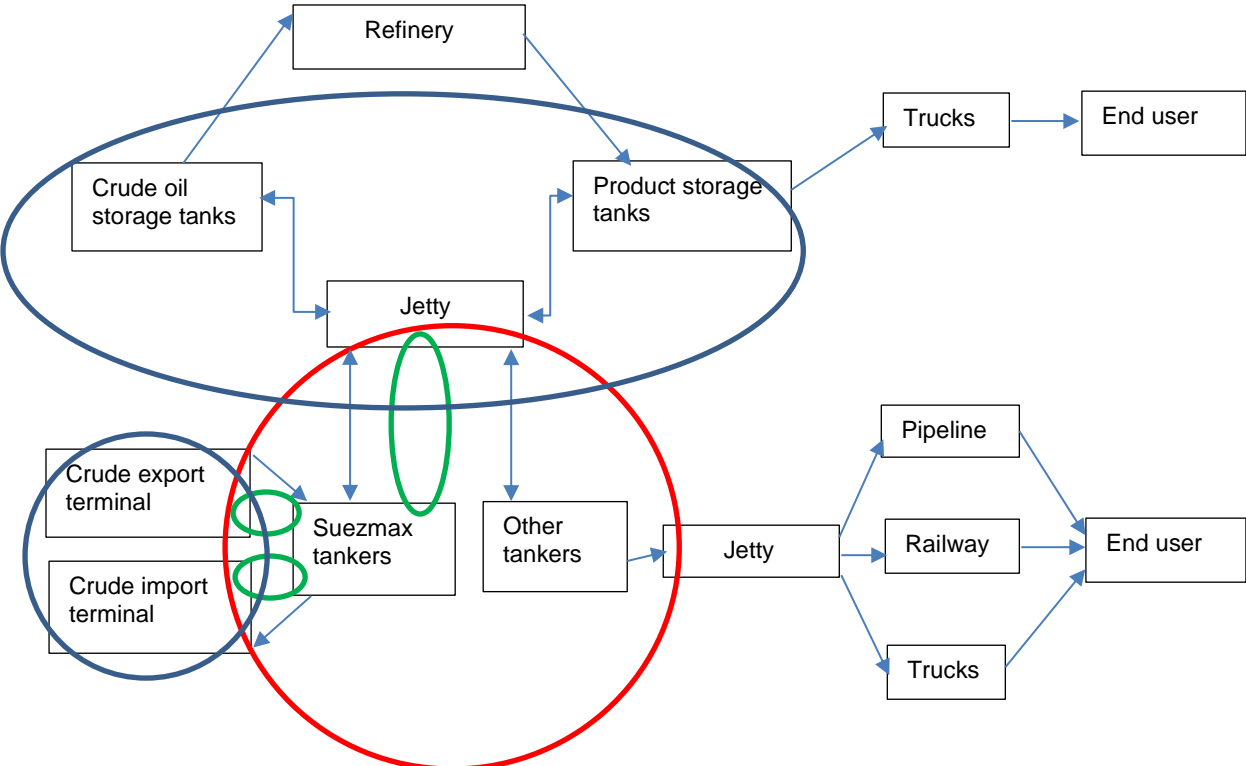 Refinery
Trucks
End user
Crude oil
storage tanks
Product storage
tanks
Jetty
Crude export
terminal
Suezmax
tankers
Other
tankers
Crude import
terminal
Jetty
Pipeline
Railway
Trucks
End user